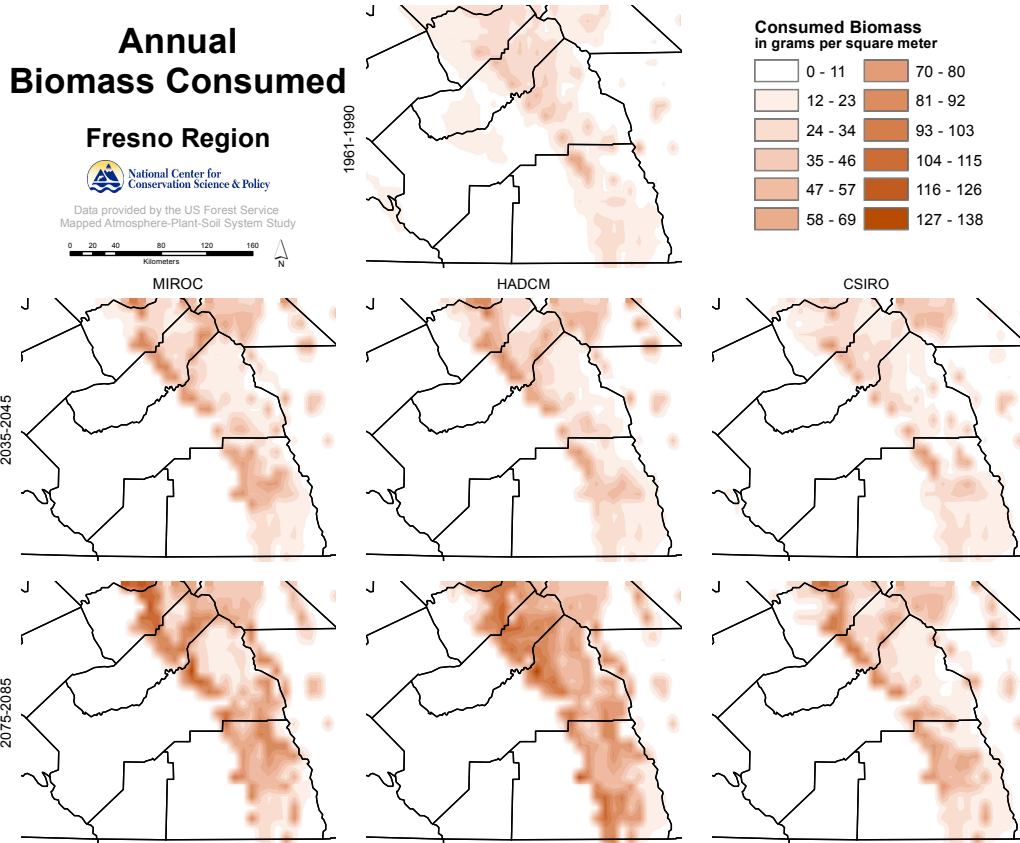 Annual
Biomass Consumed
Fresno Region
National Center for
Conservation Science & Policy
Data provided by the US Forest Service
Mapped Atmosphere-Plant-Soil System Study
0 20 40 80 120 160
Kilometers
N
1961-1990
Consumed Biomass
in grams per square meter
0 - 11 70 - 80
12 - 23 81 - 92
24 - 34 93 - 103
35 - 46 104 - 115
47 - 57 116 - 126
58 - 69 127 - 138
MIROC HADCM CSIRO
2035-2045
2075-2085